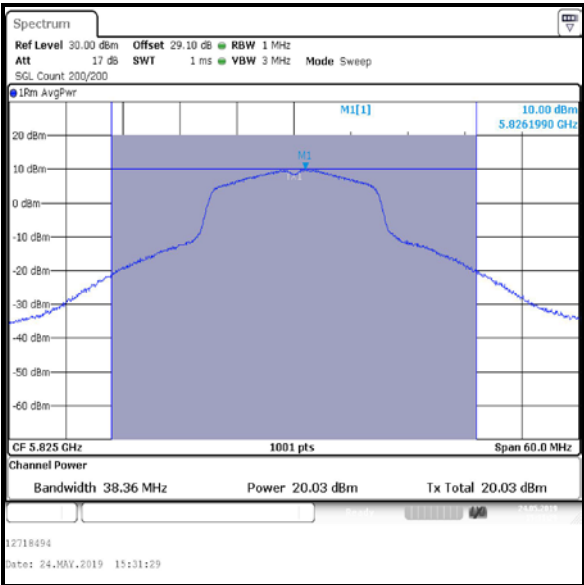 Spectrum
Ref Level 30.00 dBm Offset 29.10 dB RBW 1 MHz
Att 17 dB SWT 1 ms VBW 3 MHz Mode Sweep
SGL Count 200/200
1Rm AvgPwr
M1[1] 10.00 dBm
5.8261990 GHz
20 dBm
M1
10 dBm
0 dBm
-10 dBm
-20 dBm
-30 dBm
-40 dBm
-50 dBm
-60 dBm
CF 5.825 GHz 1001 pts Span 60.0 MHz
Channel Power
Bandwidth 38.36 MHz Power 20.03 dBm Tx Total 20.03 dBm
24.05.2019
12718494
Date: 24.MAY.2019 15:31:29